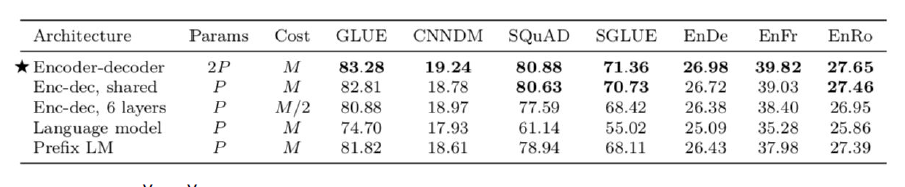 Architecture Params Cost GLUE CNNDM SQuAD SGLUE EnDe EnFr EnRo
★ Encoder-decoder 2P M 83.28 19.24 80.88 71.36 26.98 39.82 27.65
Enc-dec, shared P M 82.81 18.78 80.63 70.73 26.72 39.03 27.46
Enc-dec, 6 layers P M/2 80.88 18.97 77.59 68.42 26.38 38.40 26.95
Language model P M 74.70 17.93 61.14 55.02 25.09 35.28 25.86
Prefix LM P M 81.82 18.61 78.94 68.11 26.43 37.98 27.39